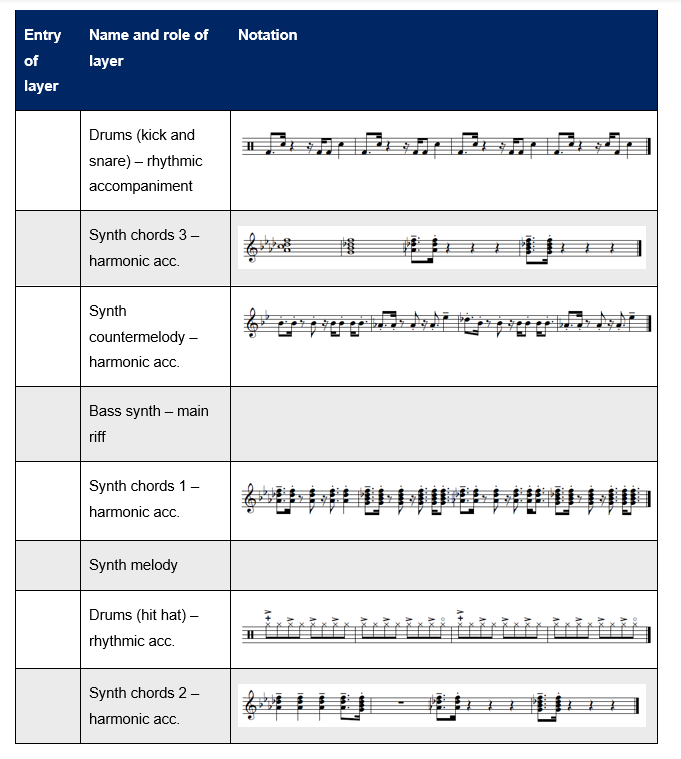 Entry of layer
Name and role of layer
Notation
Drums (kick and snare) – rhythmic accompaniment
Synth chords 3 – harmonic acc.
Synth countermelody – harmonic acc.
Bass synth – main riff
Synth chords 1 – harmonic acc.
Synth melody
Drums (hit hat) – rhythmic acc.
Synth chords 2 – harmonic acc.